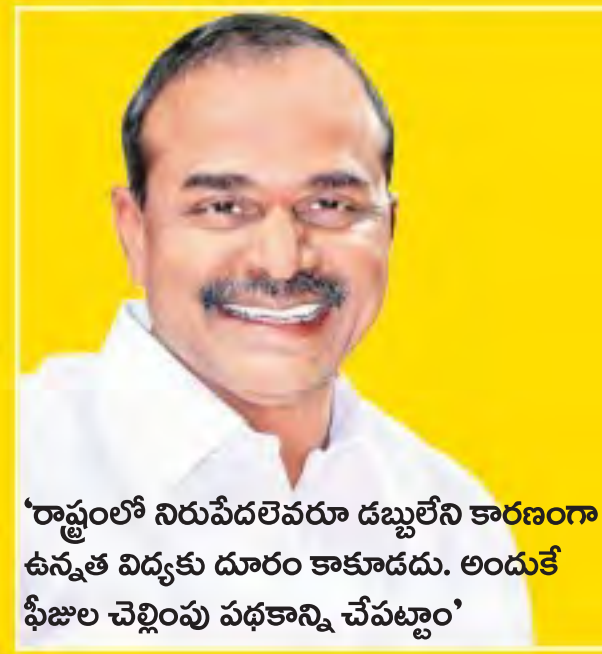 ‘రాష్ట్రంలో నిరుపేదలెవరూ డబ్బులేని కారణంగా
ఉన్నత విద్యకు దూరం కాకూడదు. అందుకే
ఫీజుల చెల్లింపు పథకాన్ని చేపట్టాం’